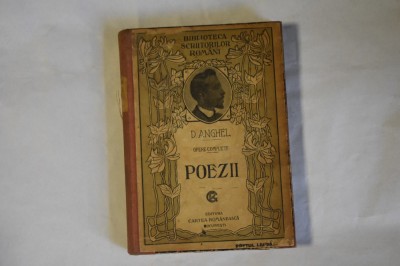 BIBLIOTECA
SCRIITORILOR
ROMÂNI
D. ANGHEL
OPERE COMPLETE
POEZII
EDITURA
CARTEA ROMÂNEASCĂ
BUCUREȘTI